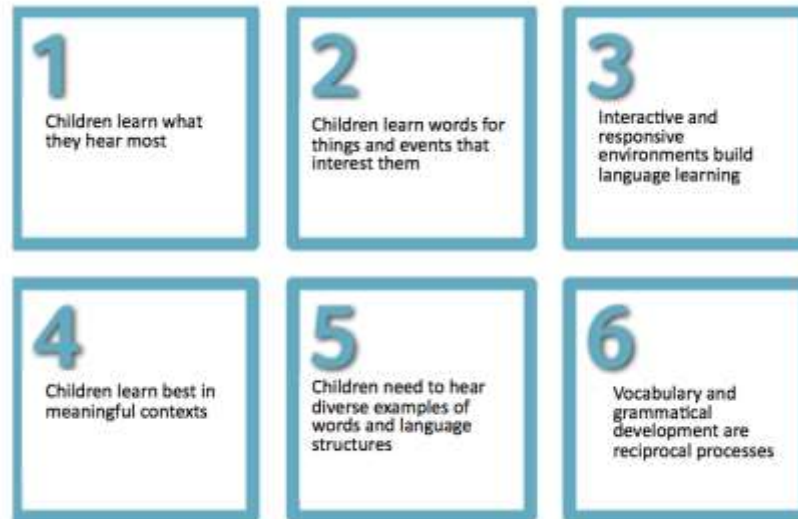 1
Children learn what
they hear most
2
Children learn words for
things and events that
interest them
3
Interactive and
responsive
environments build
language learning
4
Children learn best in
meaningful contexts
5
Children need to hear
diverse examples of
words and language
structures
6
Vocabulary and
grammatical
development are
reciprocal processes